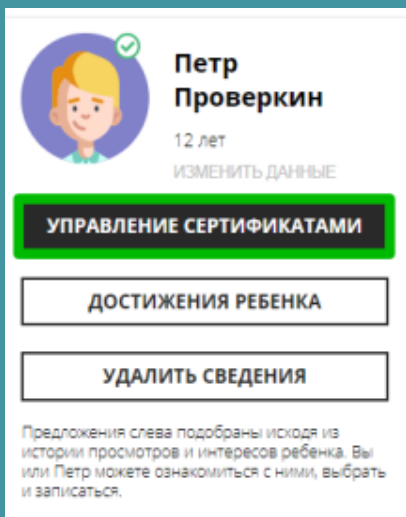 Петр
Проверкин
12 лет
ИЗМЕНИТЬ ДАННЫЕ
УПРАВЛЕНИЕ СЕРТИФИКАТАМИ
ДОСТИЖЕНИЯ РЕБЕНКА
УДАЛИТЬ СВЕДЕНИЯ
Предложения слева подобраны исходя из
истории просмотров и интересов ребенка. Вы
или Петр можете ознакомиться с ними, выбрать
и записаться.